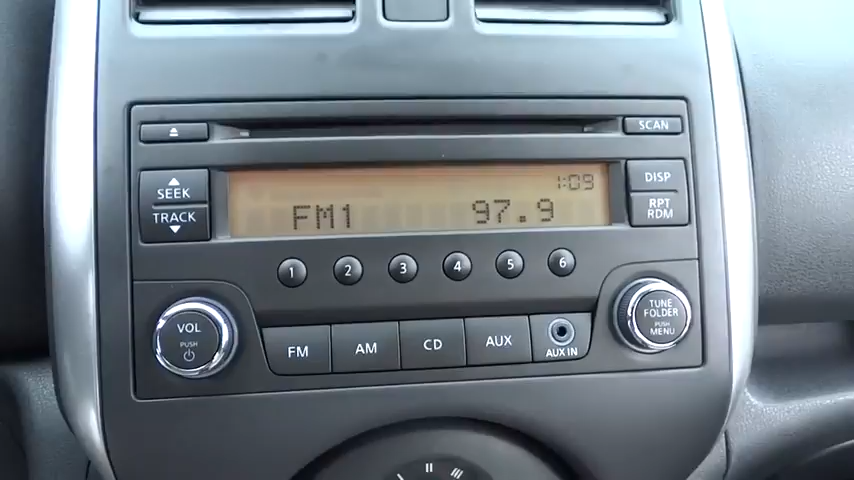 SCAN
SEEK
TRACK
1:09
FM1 97.9
DISP
RPT
RDM
1 2 3 4 5 6
VOL
PUSH
TUNE
FOLDER
PUSH
MENU
FM AM CD AUX
AUX IN